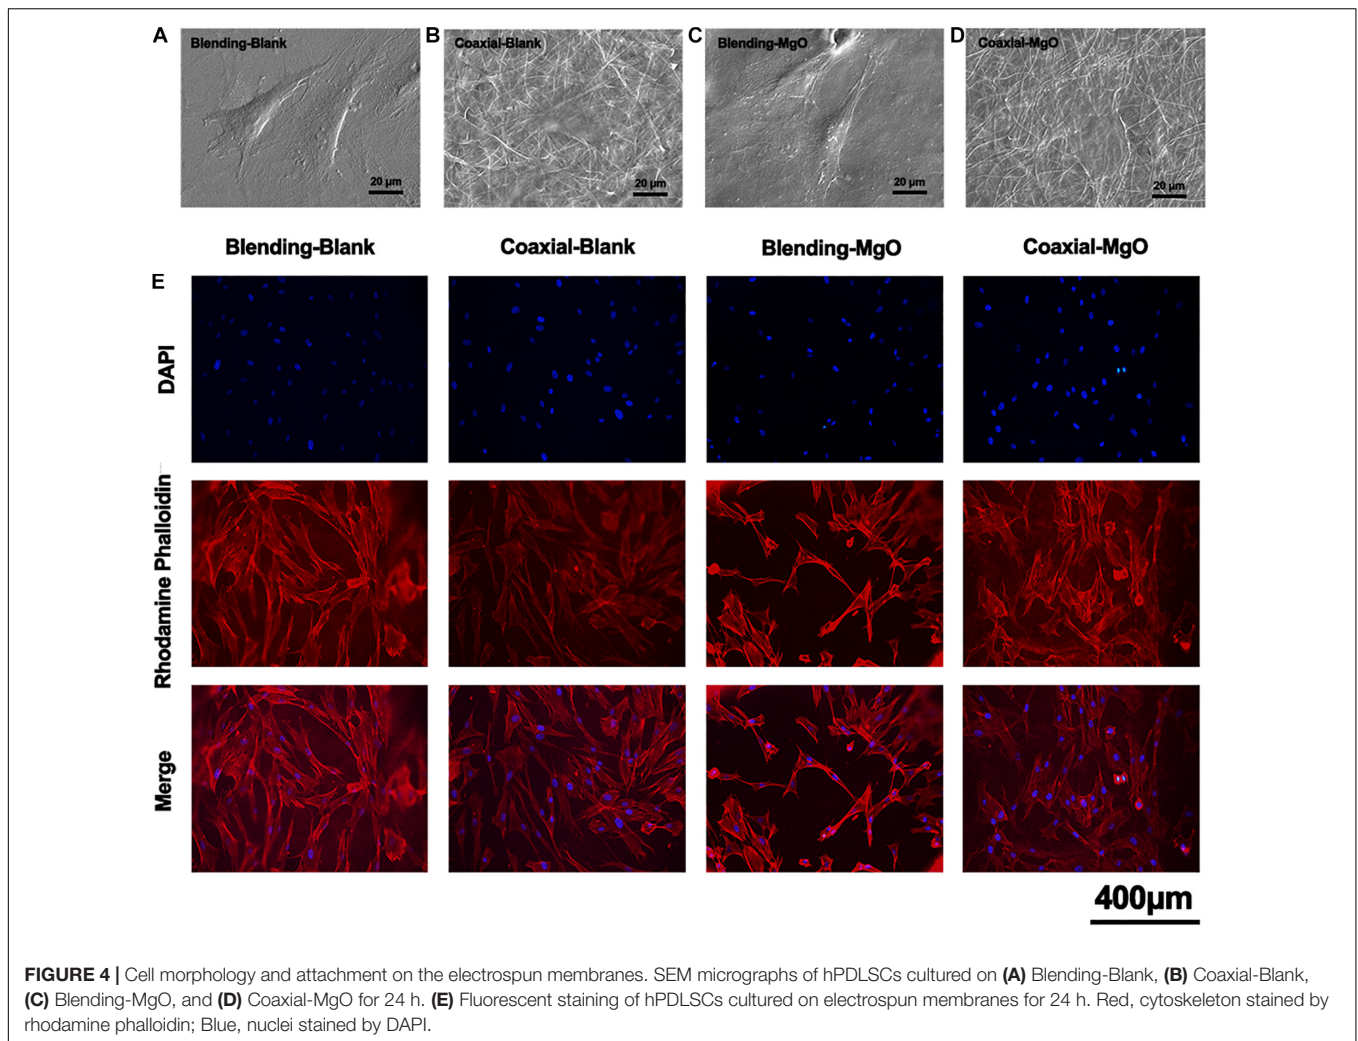 A Blending-Blank 20 µm
B Coaxial-Blank 20 µm
C Blending-MgO 20 µm
D Coaxial-MgO 20 µm
Blending-Blank Coaxial-Blank Blending-MgO Coaxial-MgO
E
DAPI
Rhodamine Phalloidin
Merge
400µm
FIGURE 4 | Cell morphology and attachment on the electrospun membranes. SEM micrographs of hPDLSCs cultured on (A) Blending-Blank, (B) Coaxial-Blank,
(C) Blending-MgO, and (D) Coaxial-MgO for 24 h. (E) Fluorescent staining of hPDLSCs cultured on electrospun membranes for 24 h. Red, cytoskeleton stained by
rhodamine phalloidin; Blue, nuclei stained by DAPI.